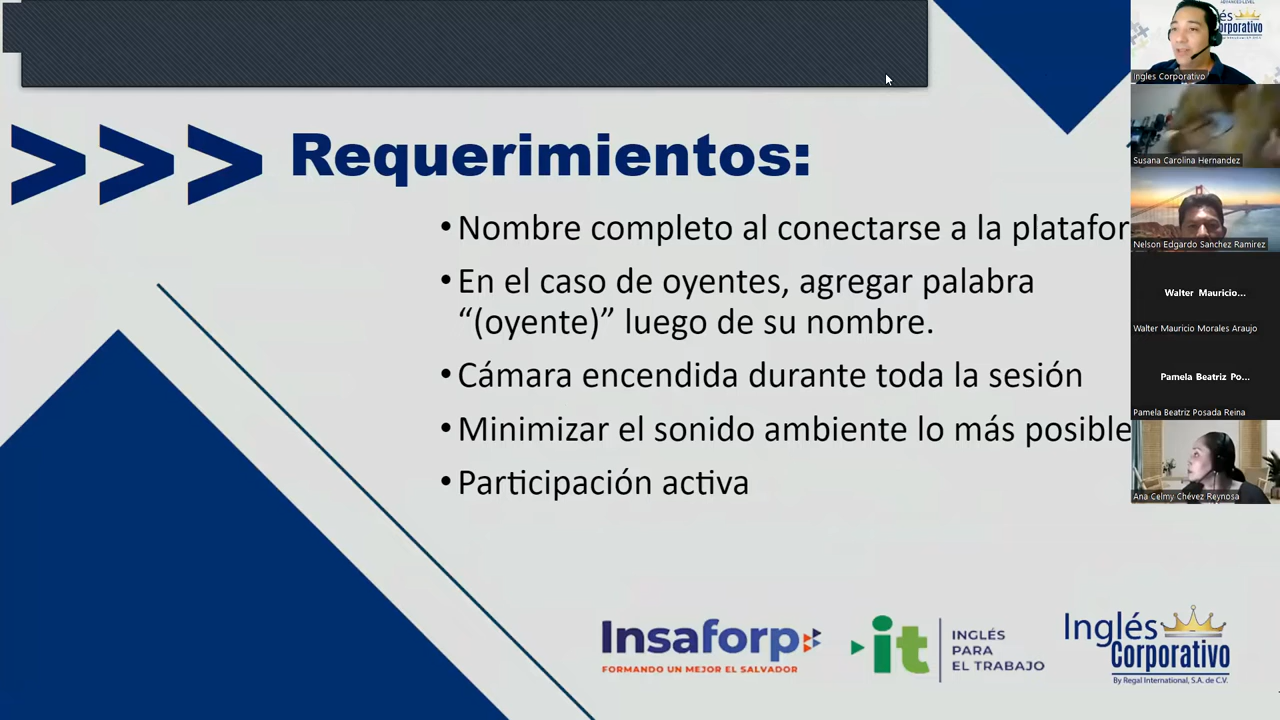 >>> Requerimientos:
• Nombre completo al conectarse a la platafor
• En el caso de oyentes, agregar palabra
“(oyente)” luego de su nombre.
• Cámara encendida durante toda la sesión
• Minimizar el sonido ambiente lo más posible
• Participación activa
Insaforp
FORMANDO UN MEJOR EL SALVADOR
it
INGLÉS
PARA
EL TRABAJO
Inglés
Corporativo
By Regal International, S.A. de C.V.
és
orporativo
Ingles Corporativo
Susana Carolina Hernandez
Nelson Edgardo Sanchez Ramirez
Walter Mauricio...
Walter Mauricio Morales Araujo
Pamela Beatriz Po...
Pamela Beatriz Posada Reina
Ana Celmy Chévez Reynosa